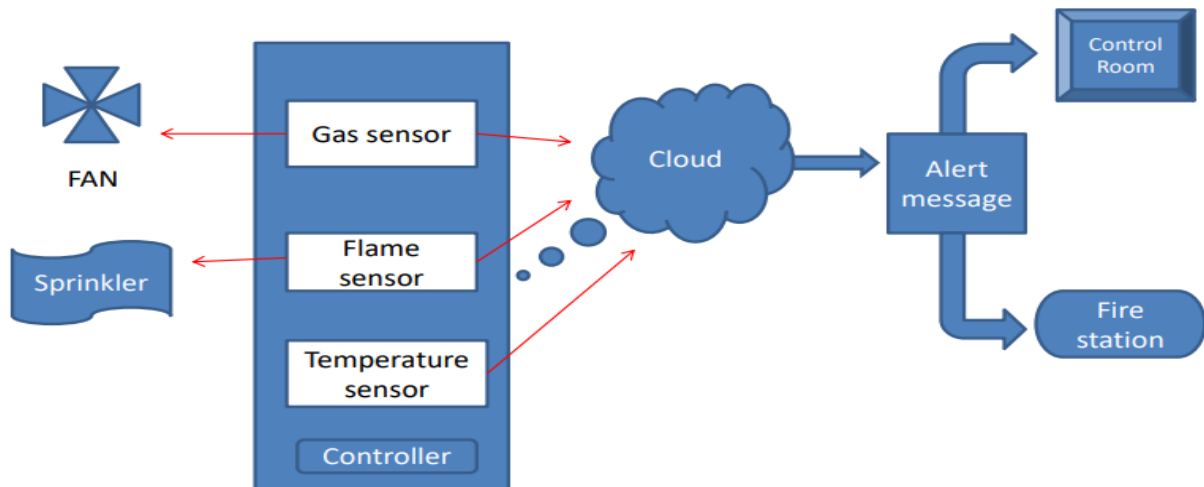 FAN
Sprinkler
Gas sensor
Flame
sensor
Temperature
sensor
Controller
Cloud
Alert
message
Control
Room
Fire
station